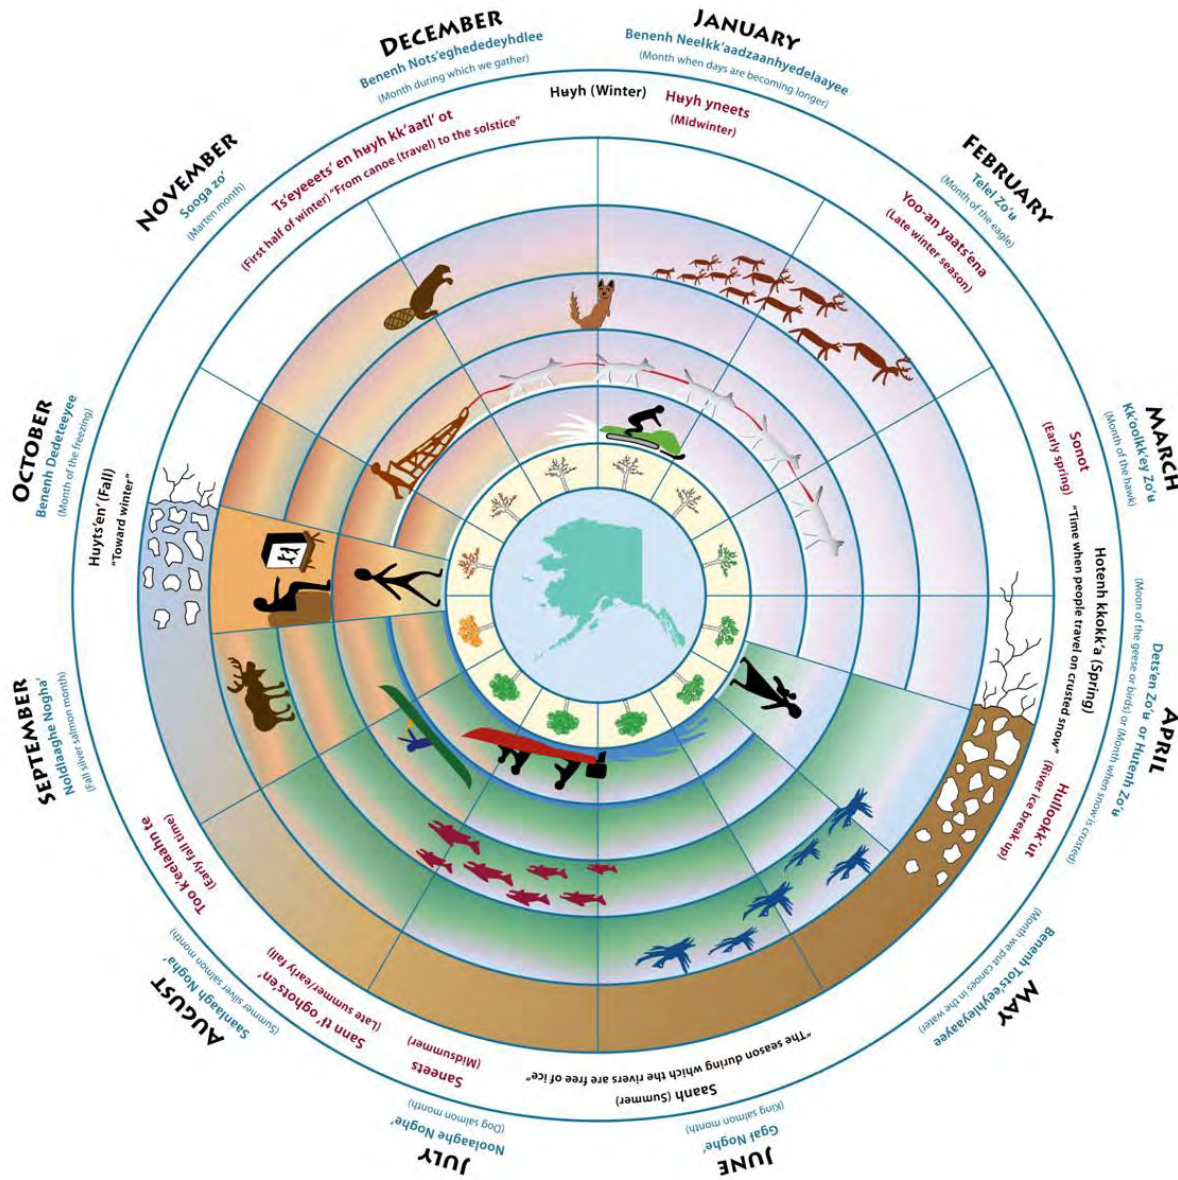 JANUARY
Benenh Neełkk'aadzaanhyedelaayee
(Month when days are becoming longer)
Hʉyh (Winter)
Hʉyh yneets
(Midwinter)
FEBRUARY
Telel Zo'ʉ
(Month of the eagle)
Yoo-an yaats'ena
(Late winter season)
MARCH
Kk'oolkk'ey Zo'ʉ
(Month of the hawk)
Sonot
(Early spring)
Hotenh kkokk'a (Spring)
"Time when people travel on crusted snow"
APRIL
Dets'en Zo'ʉ or Hutenh Zo'ʉ
(Moon of the geese or birds) or (Month when snow is crusted)
Hullookk'ut
(River ice break up)
MAY
Benenh Tots'eeyhleyaayee
(Month we put canoes in the water)
JUNE
Ggał Noghe'
(King salmon month)
Saanh (Summer)
"The season during which the rivers are free of ice"
JULY
Noolaaghe Noghe'
(Dog salmon month)
Saneets
(Midsummer)
AUGUST
Saanlaagh Nogha'
(Summer silver salmon month)
Sann tł' oghots'en'
(Late summer/early fall)
SEPTEMBER
Noidlaaghe Nogha'
(Fall silver salmon month)
Too k'eelaahn te
(Early fall time)
OCTOBER
Benenh Dedeteeyee
(Month of the freezing)
Huyts'en' (Fall)
"Toward winter"
NOVEMBER
Sooga zo'
(Marten month)
Ts'eyeeets' en hʉyh kk'aatl' ot
(First half of winter) "From canoe (travel) to the solstice"
DECEMBER
Benenh Nots'eghededeyhdlee
(Month during which we gather)